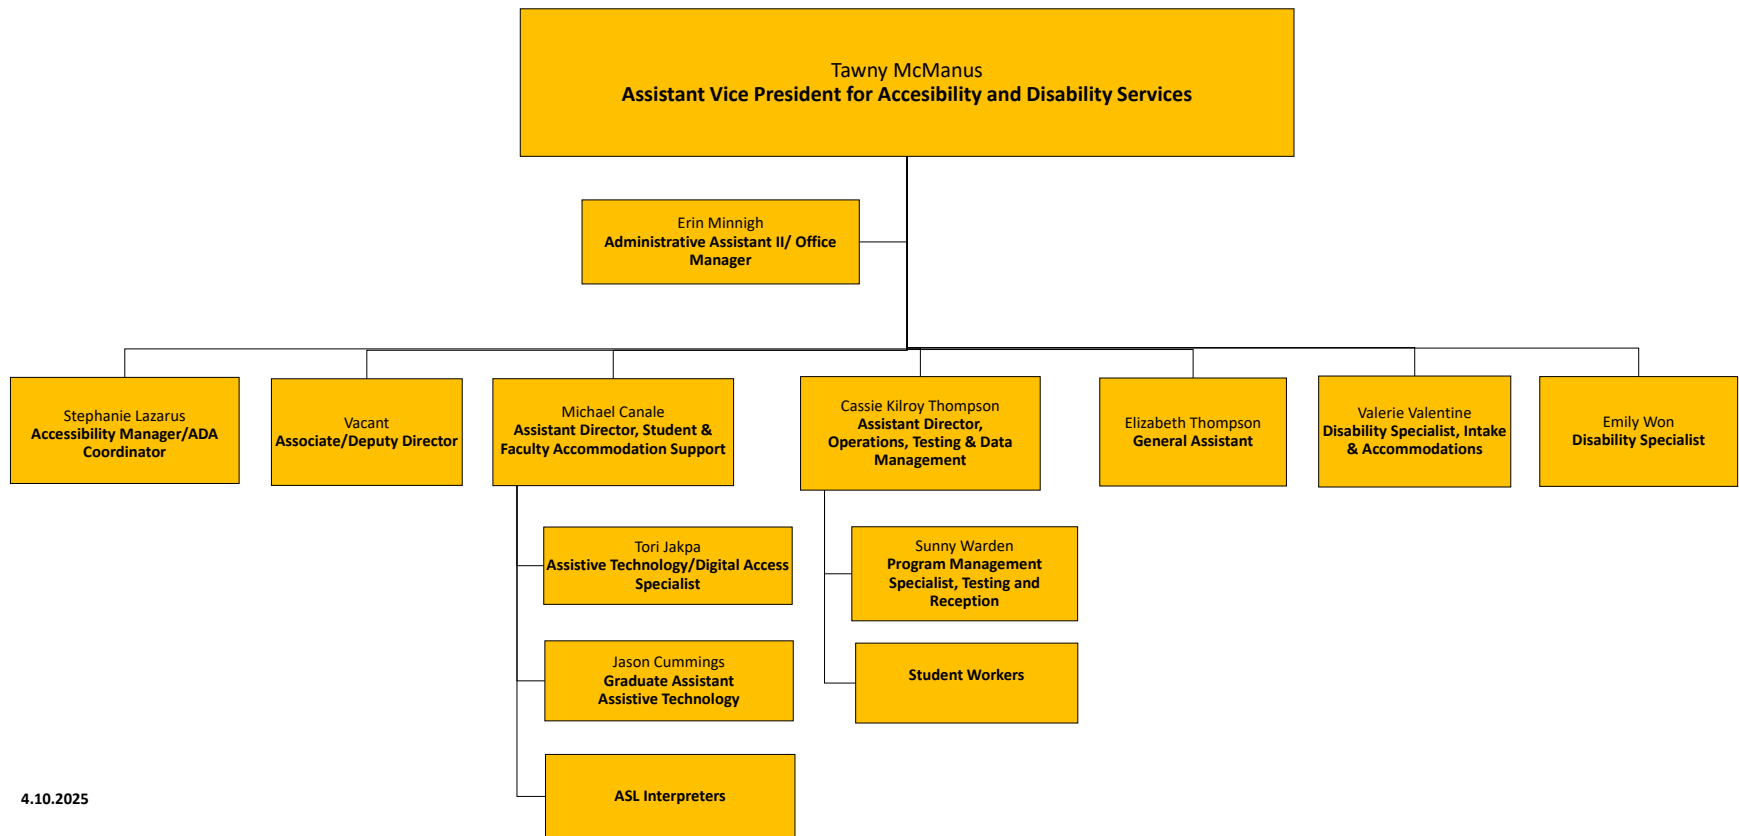 Tawny McManus
Assistant Vice President for Accesibility and Disability Services
Erin Minnigh
Administrative Assistant II/ Office
Manager
Stephanie Lazarus
Accessibility Manager/ADA
Coordinator
Vacant
Associate/Deputy Director
Michael Canale
Assistant Director, Student &
Faculty Accommodation Support
Cassie Kilroy Thompson
Assistant Director,
Operations, Testing & Data
Management
Elizabeth Thompson
General Assistant
Valerie Valentine
Disability Specialist, Intake
& Accommodations
Emily Won
Disability Specialist
Tori Jakpa
Assistive Technology/Digital Access
Specialist
Sunny Warden
Program Management
Specialist, Testing and
Reception
Jason Cummings
Graduate Assistant
Assistive Technology
Student Workers
ASL Interpreters
4.10.2025